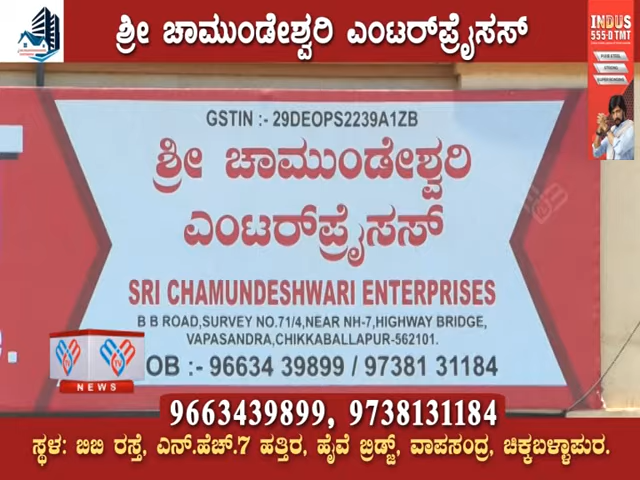 ಶ್ರೀ ಚಾಮುಂಡೇಶ್ವರಿ ಎಂಟರ್‌ಪ್ರೈಸಸ್
INDUS
555-D TMT
GSTIN :- 29DEOPS2239A1ZB
ಶ್ರೀ ಚಾಮುಂಡೇಶ್ವರಿ
ಎಂಟರ್‌ಪ್ರೈಸಸ್
SRI CHAMUNDESHWARI ENTERPRISES
B B ROAD,SURVEY NO.71/4,NEAR NH-7,HIGHWAY BRIDGE,
VAPASANDRA,CHIKKABALLAPUR-562101.
OB :- 96634 39899 / 97381 31184
TV
NEWS
9663439899, 9738131184
ಸ್ಥಳ: ಬಿಬಿ ರಸ್ತೆ, ಎನ್.ಹೆಚ್.7 ಹತ್ತಿರ, ಹೈವೆ ಬ್ರಿಡ್ಜ್, ವಾಪಸಂದ್ರ, ಚಿಕ್ಕಬಳ್ಳಾಪುರ.